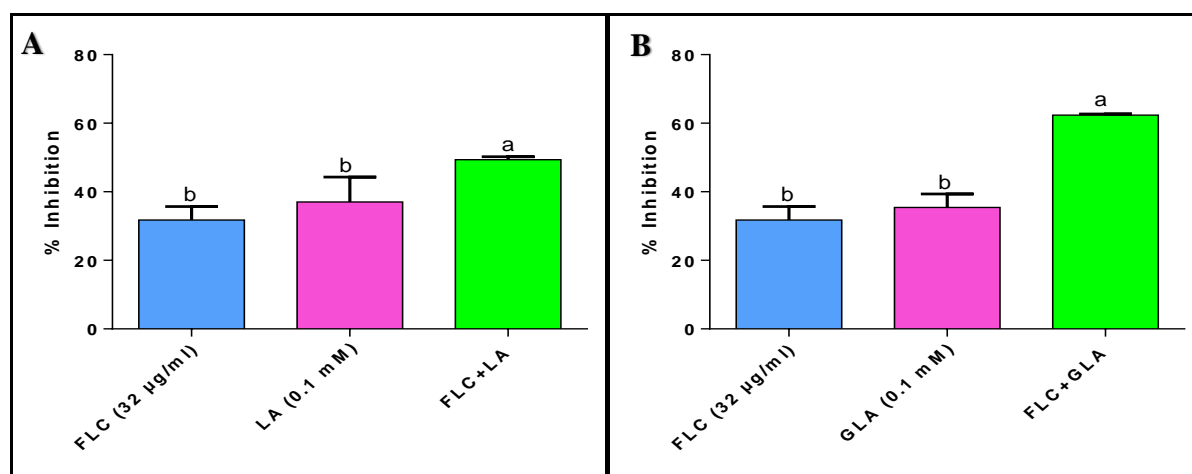 A
% Inhibition
80
60
40
20
0
b
b
a
FLC (32 µg/ml)
LA (0.1 mM)
FLC+LA
B
% Inhibition
80
60
40
20
0
b
b
a
FLC (32 µg/ml)
GLA (0.1 mM)
FLC+GLA